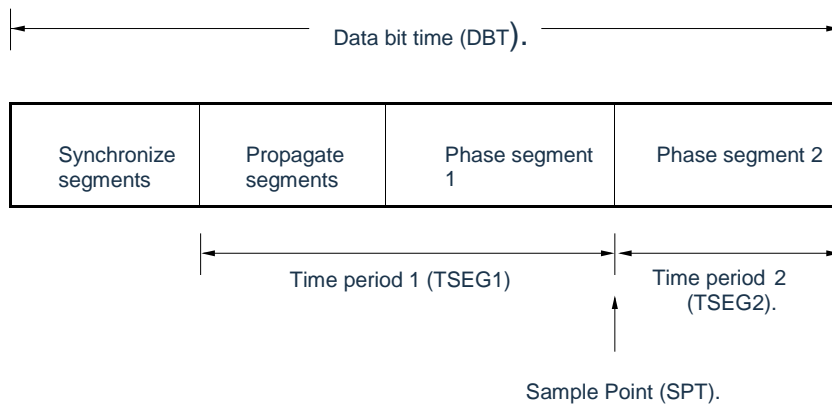 Data bit time (DBT).
Synchronize
segments
Propagate
segments
Phase segment
1
Phase segment 2
Time period 1 (TSEG1)
Time period 2
(TSEG2).
Sample Point (SPT).